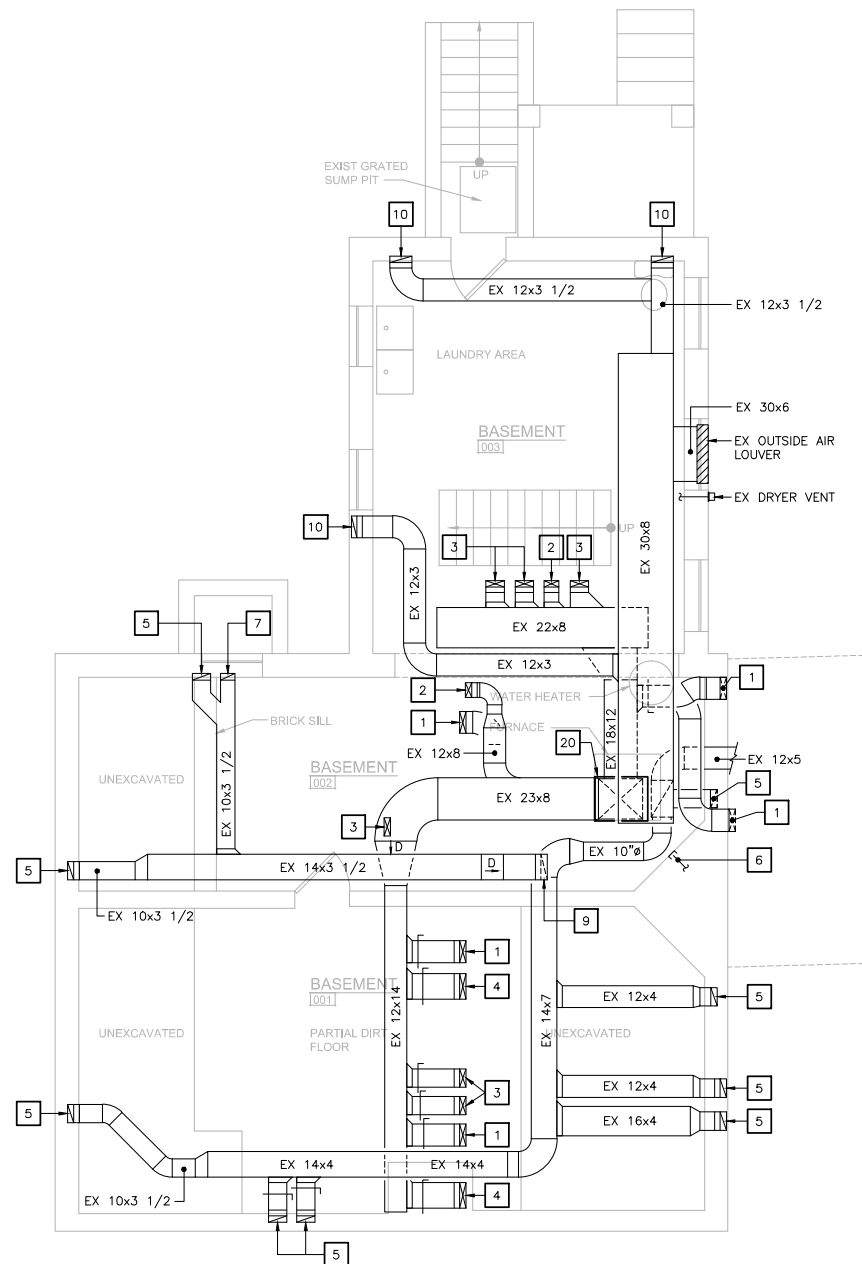 EXIST GRATED
SUMP PIT
UP
10
10
EX 12x3 1/2
EX 12x3 1/2
LAUNDRY AREA
EX 30x6
BASEMENT
003
EX OUTSIDE AIR
LOUVER
EX DRYER VENT
10
UP
EX 30x8
3
2
3
EX 12x3
EX 22x8
5
7
EX 12x3
2
WATER HEATER
1
1
BRICK SILL
FURNACE
EX 18x12
20
EX 12x8
EX 12x5
UNEXCAVATED
BASEMENT
002
EX 10x3 1/2
EX 23x8
5
3
1
D
EX 10"ø
5
EX 14x3 1/2
D
6
EX 10x3 1/2
9
1
BASEMENT
001
4
EX 12x4
5
EX 12x14
EX 14x7
UNEXCAVATED
PARTIAL DIRT
FLOOR
UNEXCAVATED
3
EX 12x4
5
5
1
EX 16x4
5
EX 14x4
EX 14x4
EX 10x3 1/2
4
5